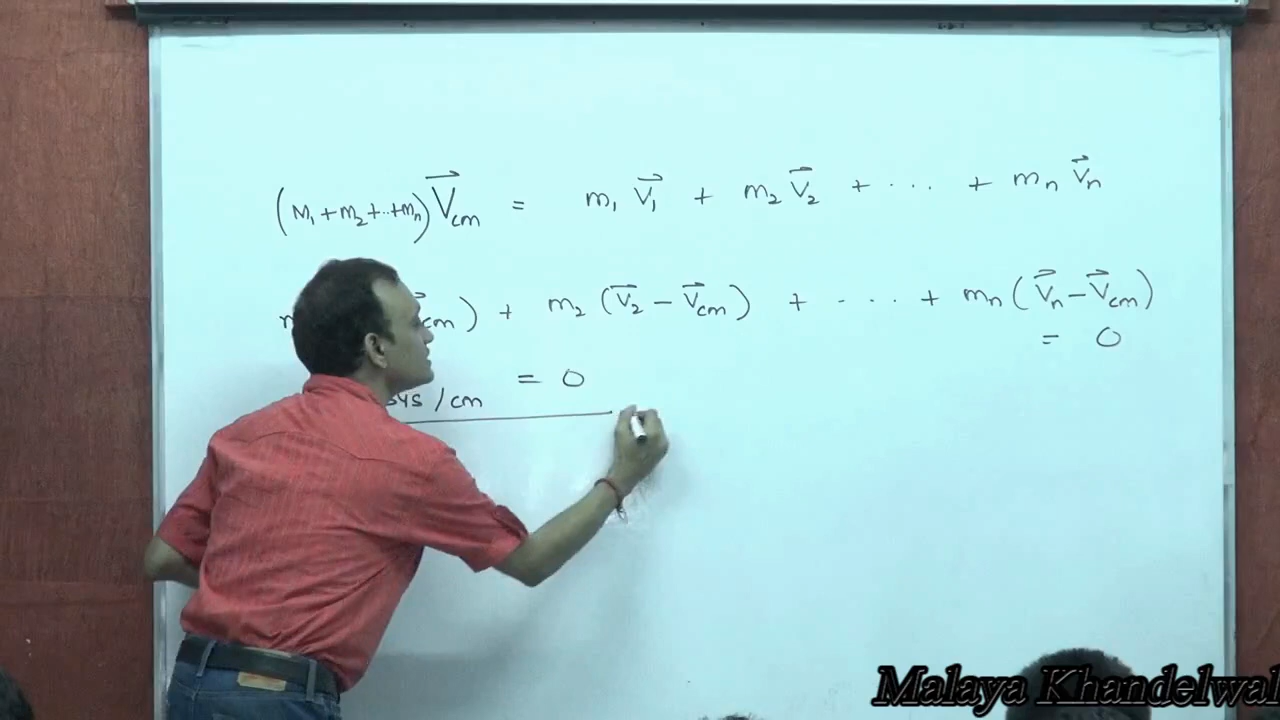 (M₁ + m₂ + ... + mₙ) V⃗cm = m₁ V⃗₁ + m₂ V⃗₂ + ... + mₙ V⃗ₙ
cm) + m₂ (V⃗₂ − V⃗cm) + ... + mₙ (V⃗ₙ − V⃗cm)
= 0
sys/cm = 0
Malaya Khandelwal